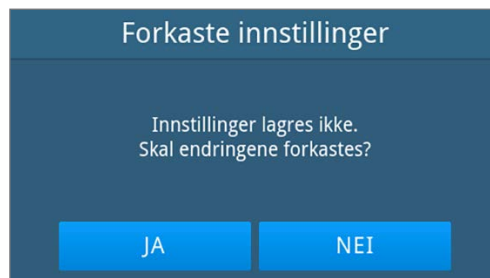 Forkaste innstillinger
Innstillinger lagres ikke.
Skal endringene forkastes?
JA
NEI